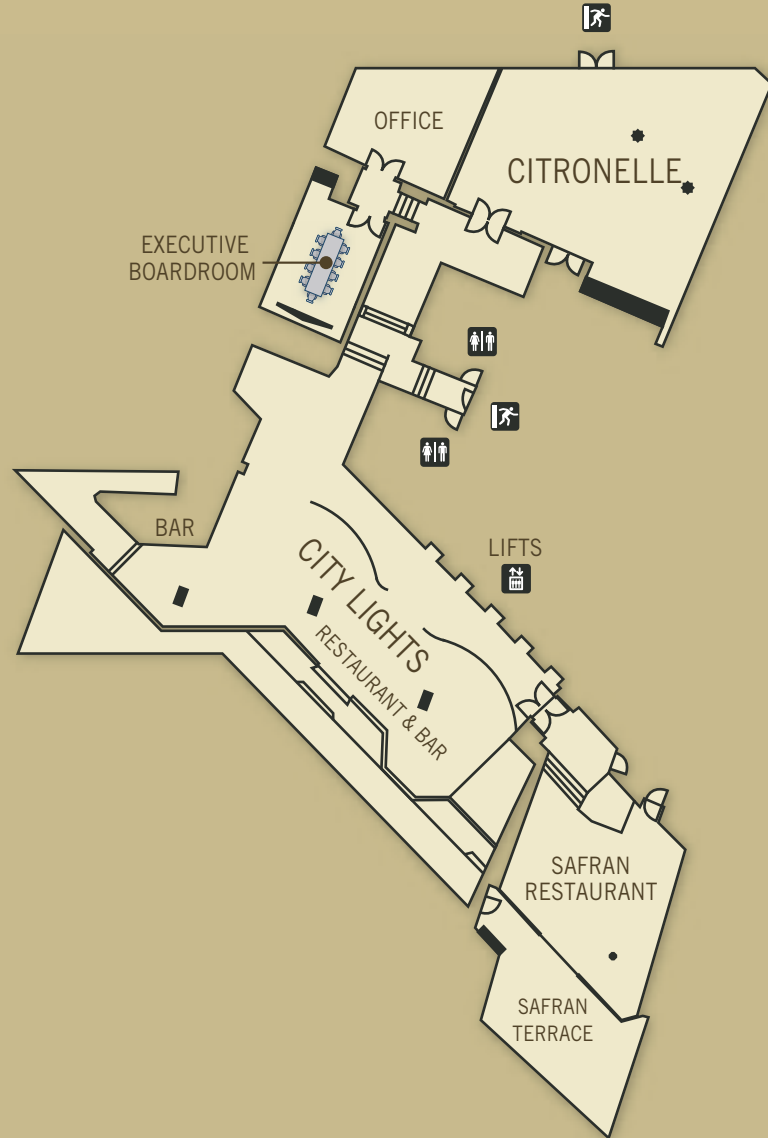 OFFICE
CITRONELLE
EXECUTIVE
BOARDROOM
BAR
LIFTS
CITY LIGHTS
RESTAURANT & BAR
SAFRAN
RESTAURANT
SAFRAN
TERRACE